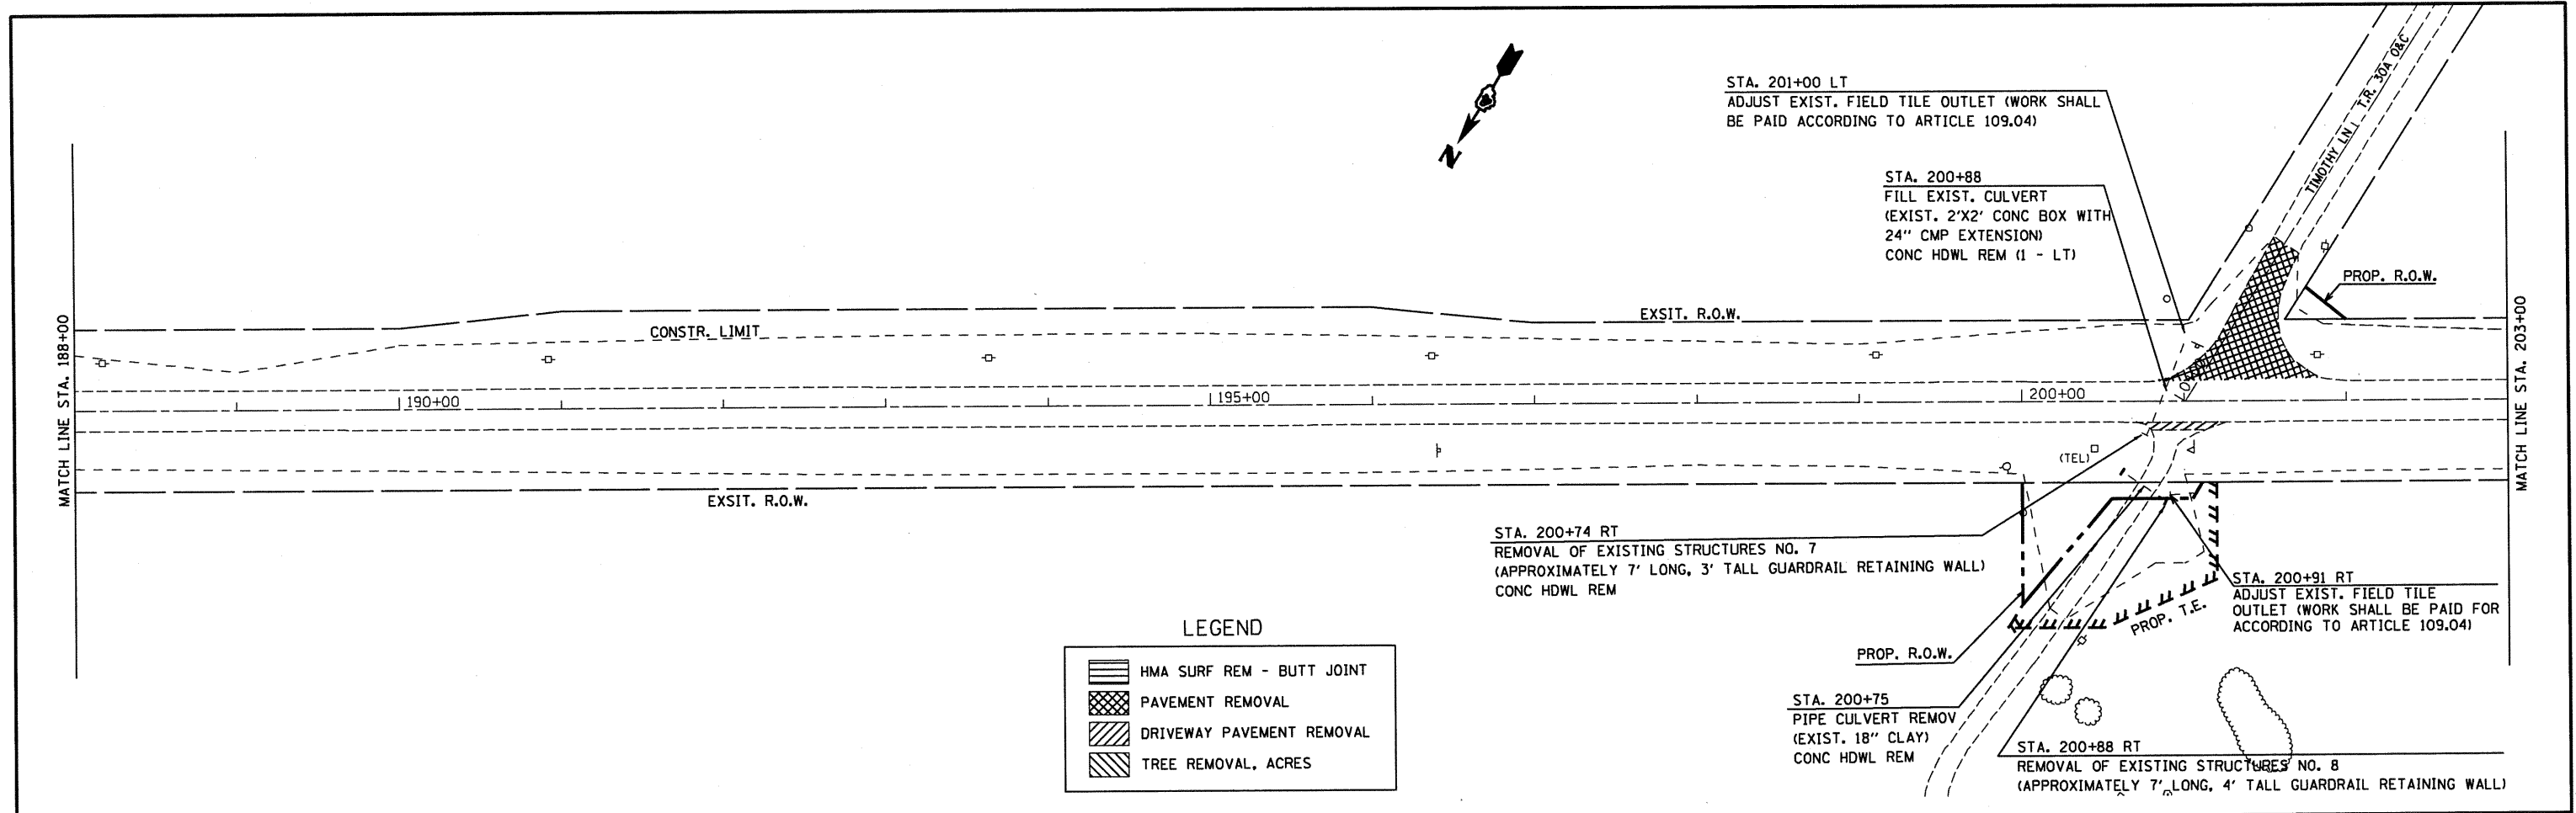 STA. 201+00 LT
ADJUST EXIST. FIELD TILE OUTLET (WORK SHALL
BE PAID ACCORDING TO ARTICLE 109.04)
STA. 200+88
FILL EXIST. CULVERT
(EXIST. 2'X2' CONC BOX WITH
24" CMP EXTENSION)
CONC HDWL REM (1 - LT)
TIMOTHY LN
T.R. 30A O&C
PROP. R.O.W.
N
MATCH LINE STA. 188+00
CONSTR. LIMIT
EXSIT. R.O.W.
190+00
195+00
200+00
MATCH LINE STA. 203+00
EXSIT. R.O.W.
(TEL)
STA. 200+74 RT
REMOVAL OF EXISTING STRUCTURES NO. 7
(APPROXIMATELY 7' LONG, 3' TALL GUARDRAIL RETAINING WALL)
CONC HDWL REM
STA. 200+91 RT
ADJUST EXIST. FIELD TILE
OUTLET (WORK SHALL BE PAID FOR
ACCORDING TO ARTICLE 109.04)
PROP. T.E.
PROP. R.O.W.
STA. 200+75
PIPE CULVERT REMOV
(EXIST. 18" CLAY)
CONC HDWL REM
STA. 200+88 RT
REMOVAL OF EXISTING STRUCTURES NO. 8
(APPROXIMATELY 7' LONG, 4' TALL GUARDRAIL RETAINING WALL)
LEGEND
HMA SURF REM - BUTT JOINT
PAVEMENT REMOVAL
DRIVEWAY PAVEMENT REMOVAL
TREE REMOVAL, ACRES